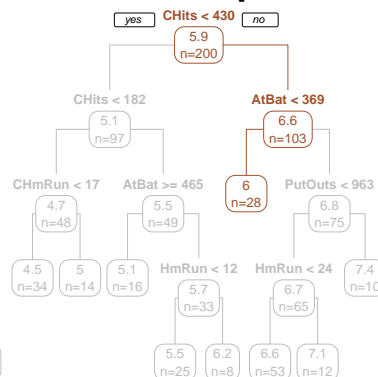 yes CHits < 430 no
5.9
n=200
CHits < 182 AtBat < 369
5.1 6.6
n=97 n=103
CHmRun < 17 AtBat >= 465 PutOuts < 963
4.7 5.5 6 6.8
n=48 n=49 n=28 n=75
4.5 5 5.1 HmRun < 12 HmRun < 24 7.4
n=34 n=14 n=16 5.7 6.7 n=10
n=33 n=65
5.5 6.2 6.6 7.1
n=25 n=8 n=53 n=12